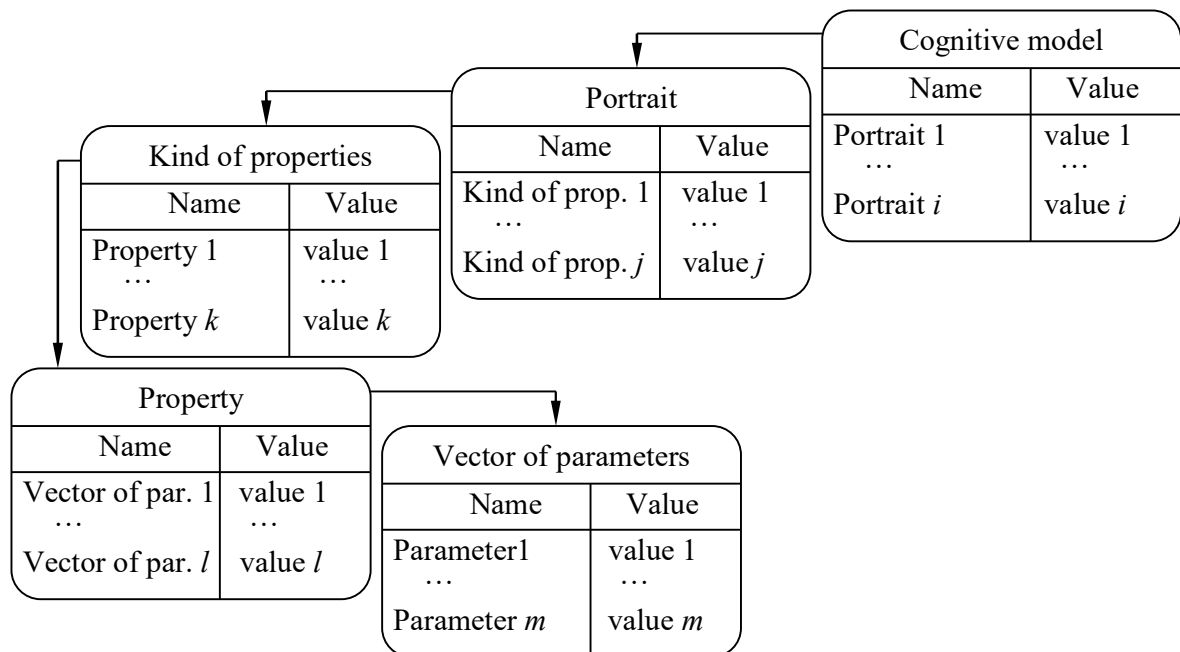 Cognitive model
Name Value
Portrait 1 value 1
… …
Portrait i value i
Portrait
Name Value
Kind of prop. 1 value 1
… …
Kind of prop. j value j
Kind of properties
Name Value
Property 1 value 1
… …
Property k value k
Property
Name Value
Vector of par. 1 value 1
… …
Vector of par. l value l
Vector of parameters
Name Value
Parameter1 value 1
… …
Parameter m value m